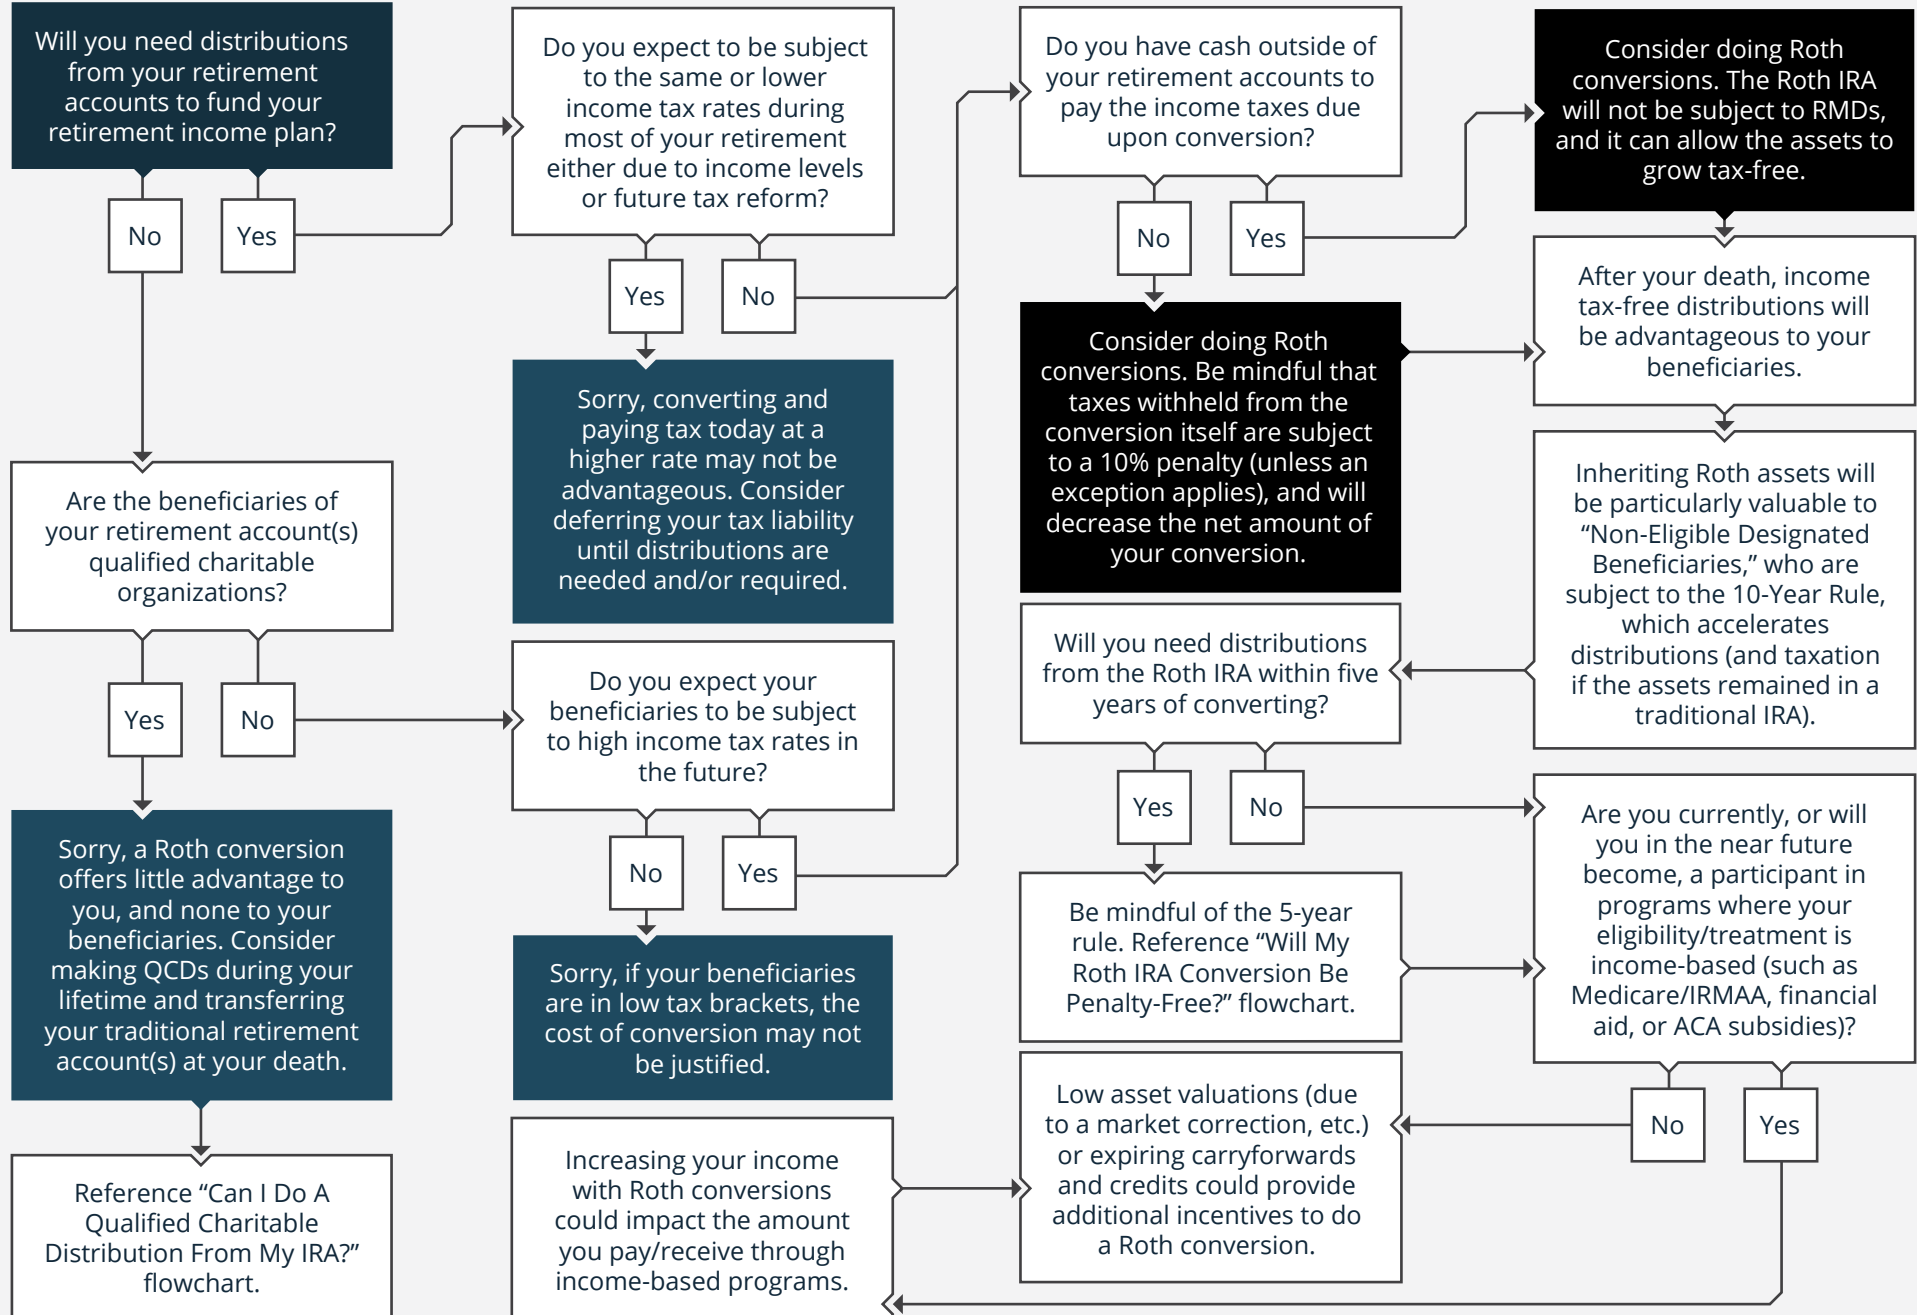 Will you need distributions
from your retirement
accounts to fund your
retirement income plan?
No
Yes
Are the beneficiaries of
your retirement account(s)
qualified charitable
organizations?
Yes
No
Sorry, a Roth conversion
offers little advantage to
you, and none to your
beneficiaries. Consider
making QCDs during your
lifetime and transferring
your traditional retirement
account(s) at your death.
Reference “Can I Do A
Qualified Charitable
Distribution From My IRA?”
flowchart.
Do you expect to be subject
to the same or lower
income tax rates during
most of your retirement
either due to income levels
or future tax reform?
Yes
No
Sorry, converting and
paying tax today at a
higher rate may not be
advantageous. Consider
deferring your tax liability
until distributions are
needed and/or required.
Do you expect your
beneficiaries to be subject
to high income tax rates in
the future?
No
Yes
Sorry, if your beneficiaries
are in low tax brackets, the
cost of conversion may not
be justified.
Do you have cash outside of
your retirement accounts to
pay the income taxes due
upon conversion?
No
Yes
Consider doing Roth
conversions. Be mindful that
taxes withheld from the
conversion itself are subject
to a 10% penalty (unless an
exception applies), and will
decrease the net amount of
your conversion.
Consider doing Roth
conversions. The Roth IRA
will not be subject to RMDs,
and it can allow the assets to
grow tax-free.
After your death, income
tax-free distributions will
be advantageous to your
beneficiaries.
Inheriting Roth assets will
be particularly valuable to
“Non-Eligible Designated
Beneficiaries,” who are
subject to the 10-Year Rule,
which accelerates
distributions (and taxation
if the assets remained in a
traditional IRA).
Will you need distributions
from the Roth IRA within five
years of converting?
Yes
No
Be mindful of the 5-year
rule. Reference “Will My
Roth IRA Conversion Be
Penalty-Free?” flowchart.
Are you currently, or will
you in the near future
become, a participant in
programs where your
eligibility/treatment is
income-based (such as
Medicare/IRMAA, financial
aid, or ACA subsidies)?
No
Yes
Increasing your income
with Roth conversions
could impact the amount
you pay/receive through
income-based programs.
Low asset valuations (due
to a market correction, etc.)
or expiring carryforwards
and credits could provide
additional incentives to do
a Roth conversion.